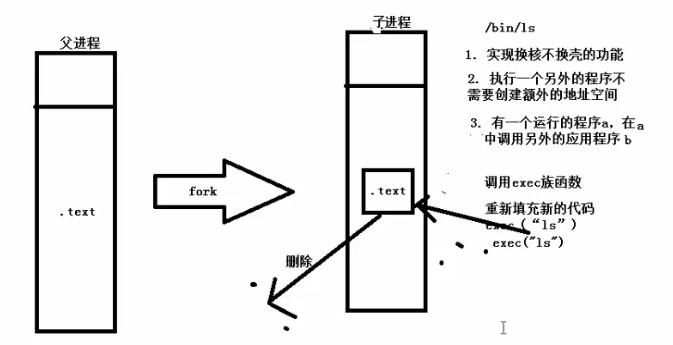 父进程
.text
fork
子进程
.text
删除
/bin/ls
1. 实现换核不换壳的功能
2. 执行一个另外的程序不
需要创建额外的地址空间
3. 有一个运行的程序a，在a
中调用另外的应用程序b
调用exec族函数
重新填充新的代码
exec（“ls”）
exec("ls")